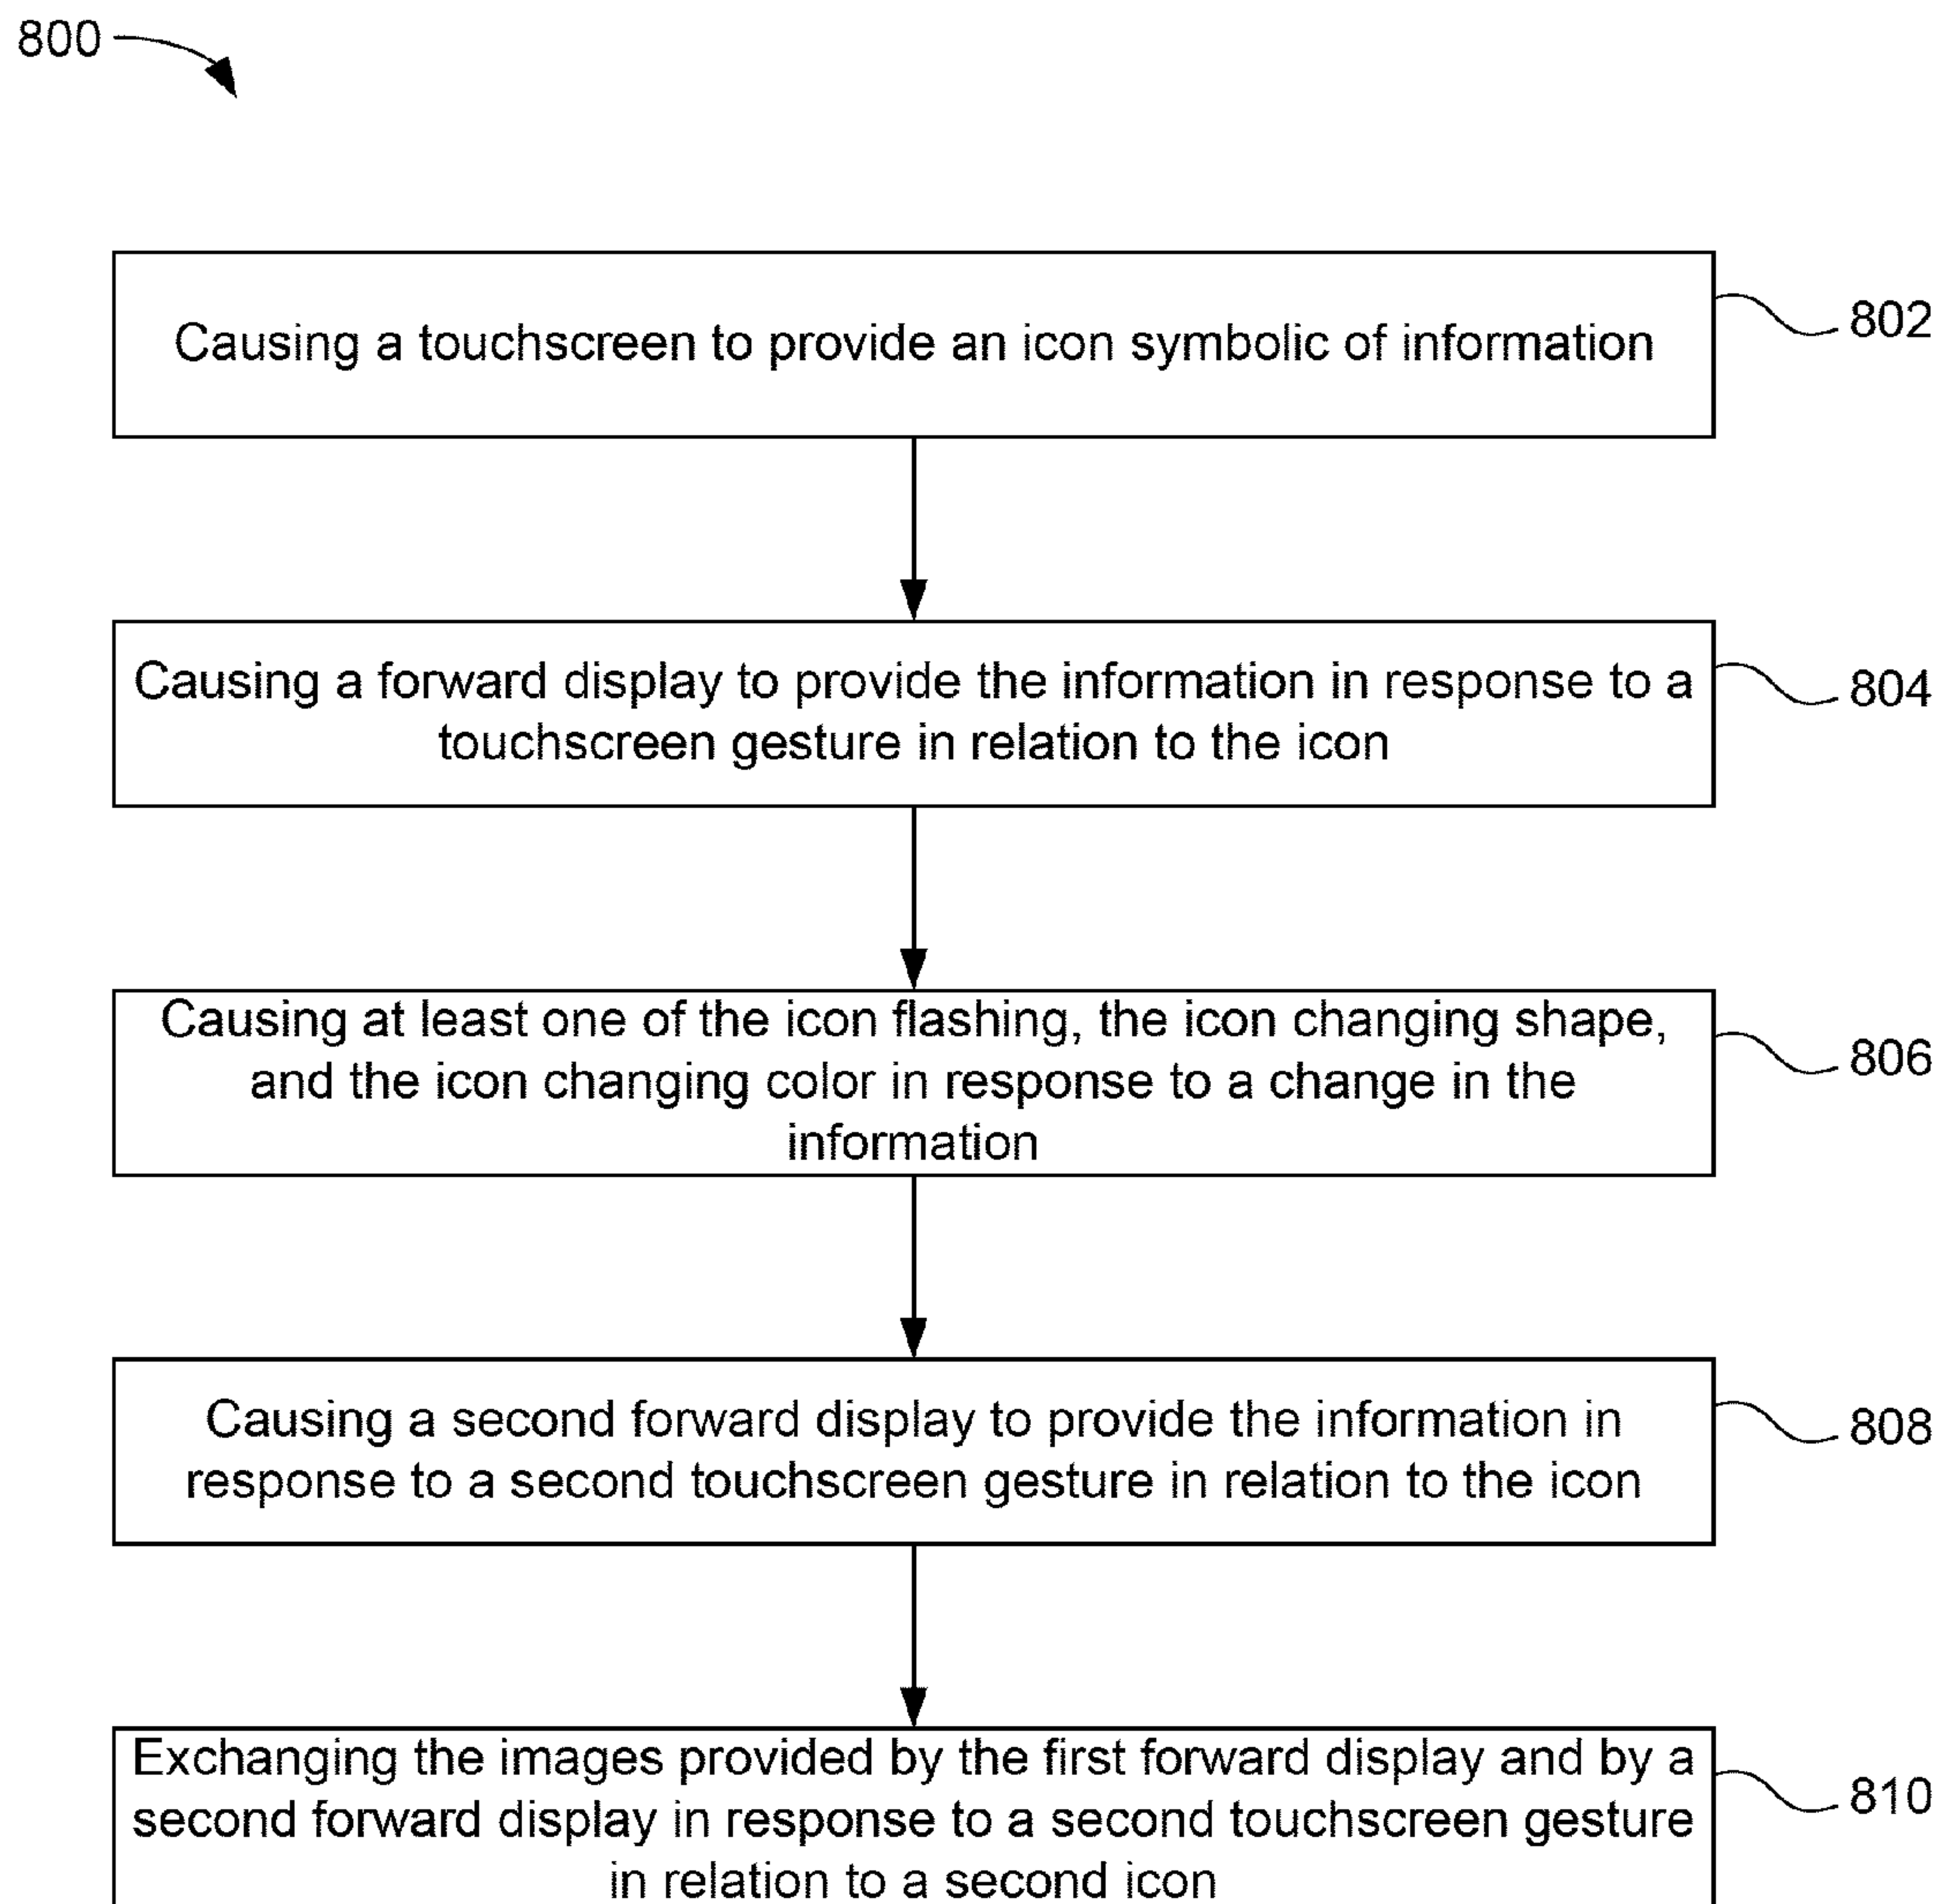 800
Causing a touchscreen to provide an icon symbolic of information
802
Causing a forward display to provide the information in response to a
touchscreen gesture in relation to the icon
804
Causing at least one of the icon flashing, the icon changing shape,
and the icon changing color in response to a change in the
information
806
Causing a second forward display to provide the information in
response to a second touchscreen gesture in relation to the icon
808
Exchanging the images provided by the first forward display and by a
second forward display in response to a second touchscreen gesture
in relation to a second icon
810